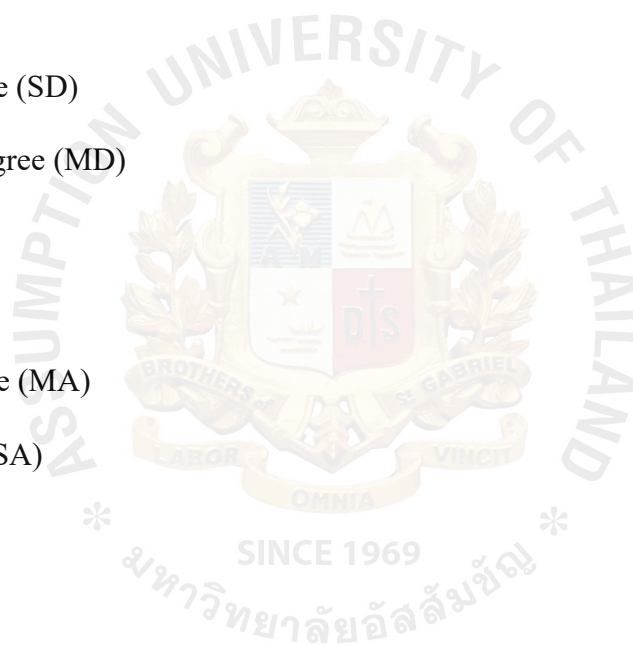 UNIVERSITY OF THAILAND
e (SD)
gree (MD)
ASSUMPTION
A M
D S
e (MA)
BROTHERS of St GABRIEL
SA)
LABOR VIHCIT
OMNIA
SINCE 1969
มหาวิทยาลัยอัสสัมชัญ